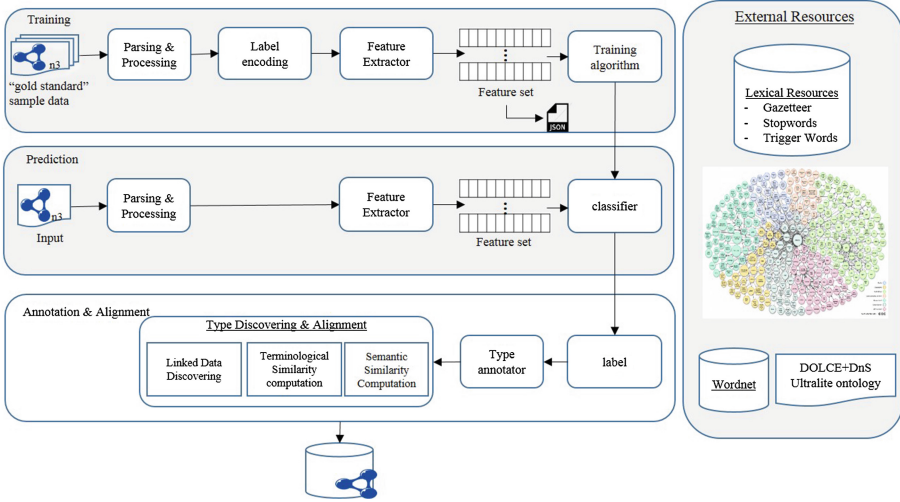 Training
n3
"gold standard"
sample data
Parsing &
Processing
Label
encoding
Feature
Extractor
Feature set
JSON
Training
algorithm
Prediction
n3
Input
Parsing &
Processing
Feature
Extractor
Feature set
classifier
Annotation & Alignment
Type Discovering & Alignment
Linked Data
Discovering
Terminological
Similarity
computation
Semantic
Similarity
Computation
Type
annotator
label
External Resources
Lexical Resources
- Gazetteer
- Stopwords
- Trigger Words
Wordnet
DOLCE+DnS
Ultralite ontology